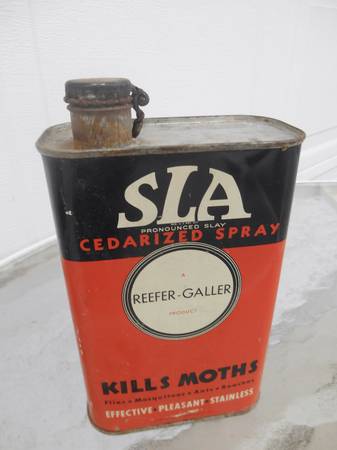 SLA
PRONOUNCED SLAY
CEDARIZED SPRAY
A
REEFER-GALLER
PRODUCT
KILLS MOTHS
Flies • Mosquitoes • Ants • Roaches
EFFECTIVE • PLEASANT • STAINLESS